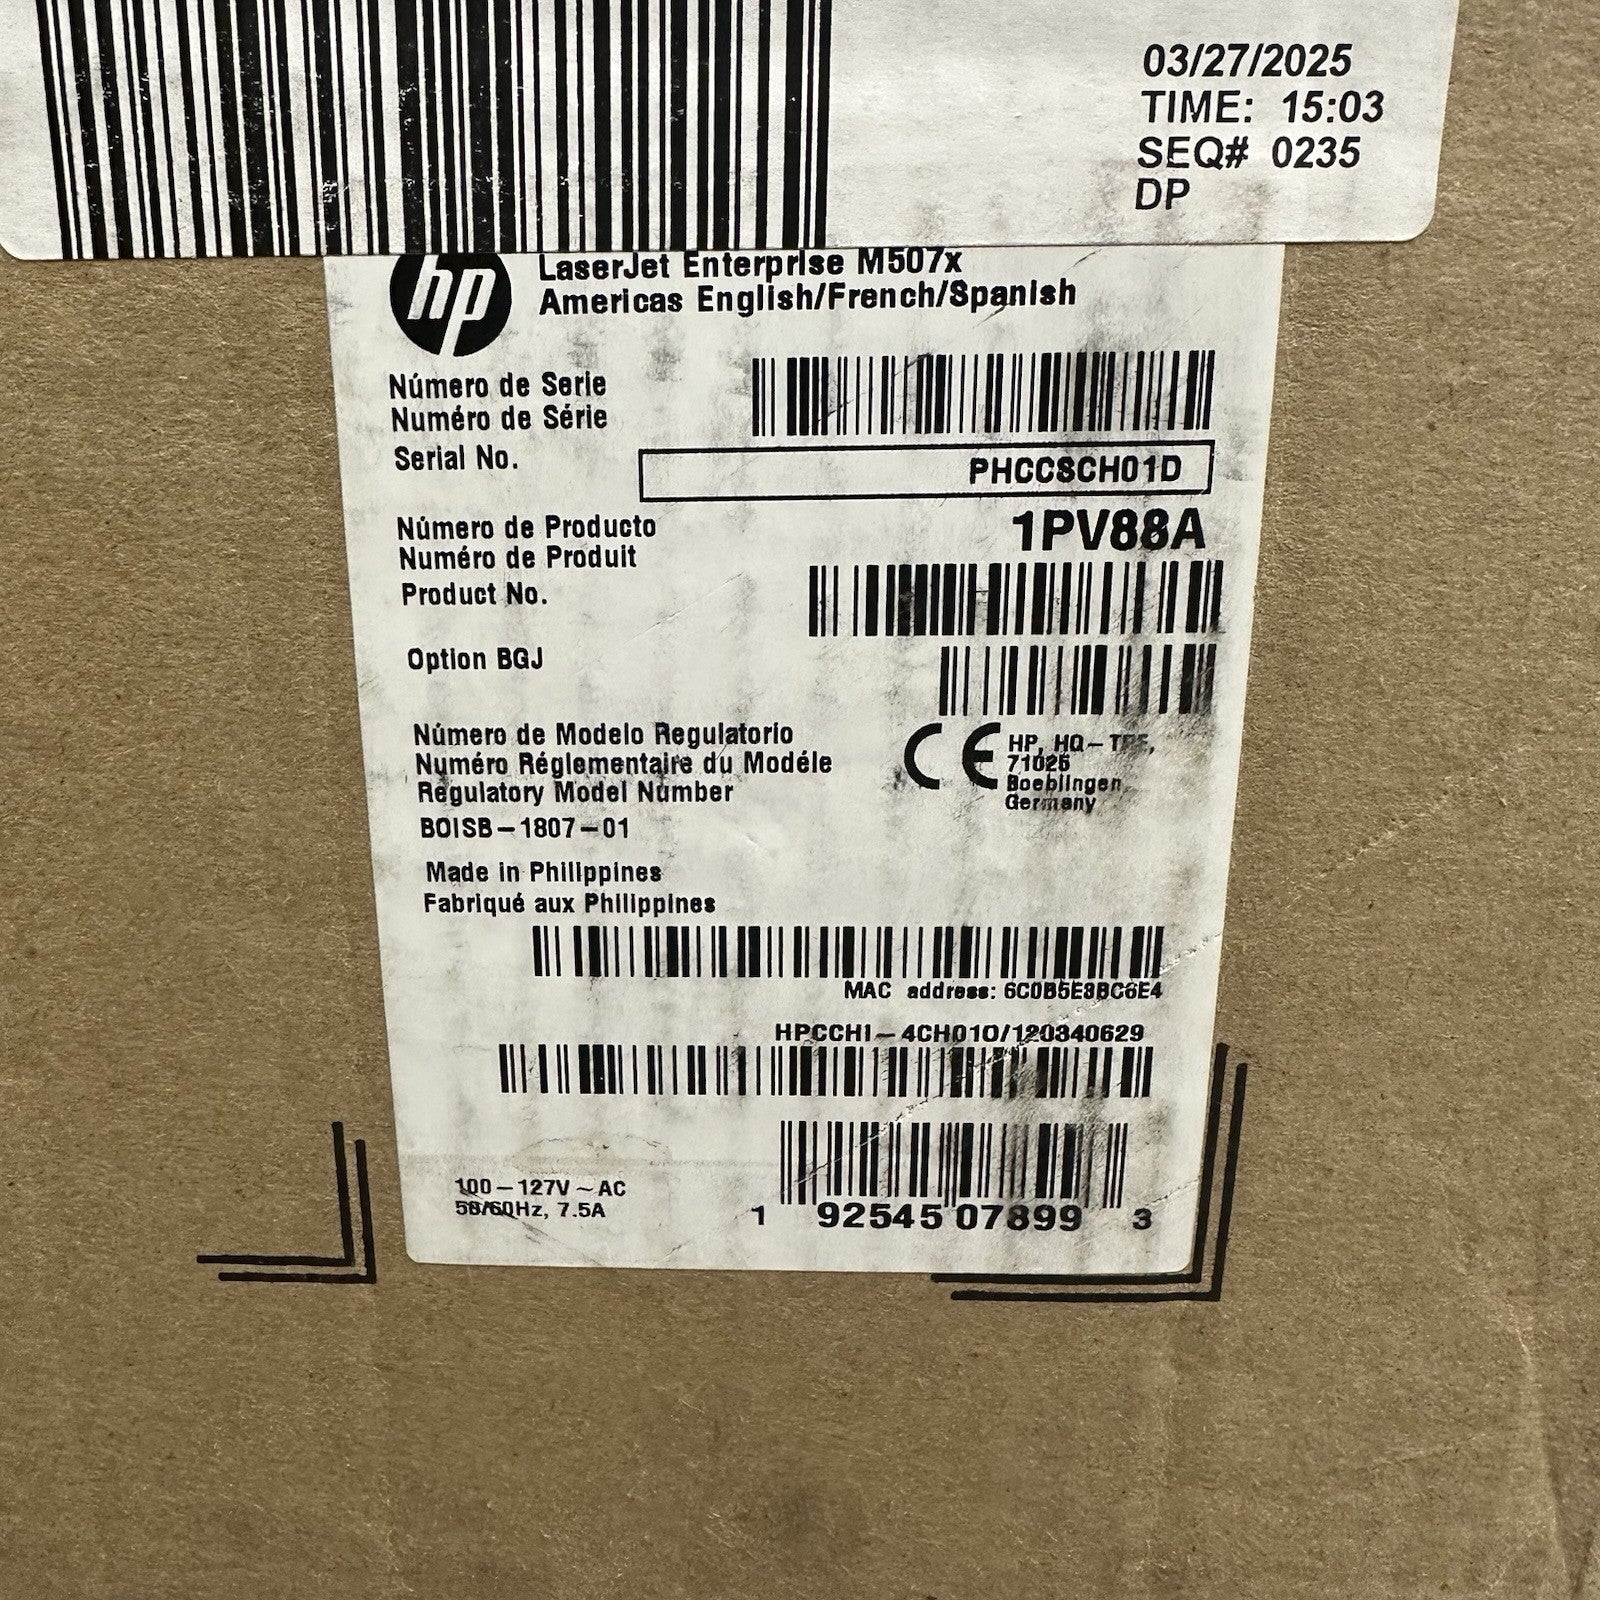 03/27/2025
TIME: 15:03
SEQ# 0235
DP
hp
LaserJet Enterprise M507x
Americas English/French/Spanish
Número de Serie
Numéro de Série
Serial No.
PHCCSCH01D
Número de Producto
Numéro de Produit
Product No.
1PV88A
Option BGJ
Número de Modelo Regulatorio
Numéro Réglementaire du Modéle
Regulatory Model Number
BOISB-1807-01
CE
HP, HQ-TRE,
71025
Boeblingen
Germany
Made in Philippines
Fabriqué aux Philippines
MAC address: 6C0B5E3BC6E4
HPCCH1-4CH010/120340629
100-127V~AC
50/60Hz, 7.5A
1 92545 07899 3